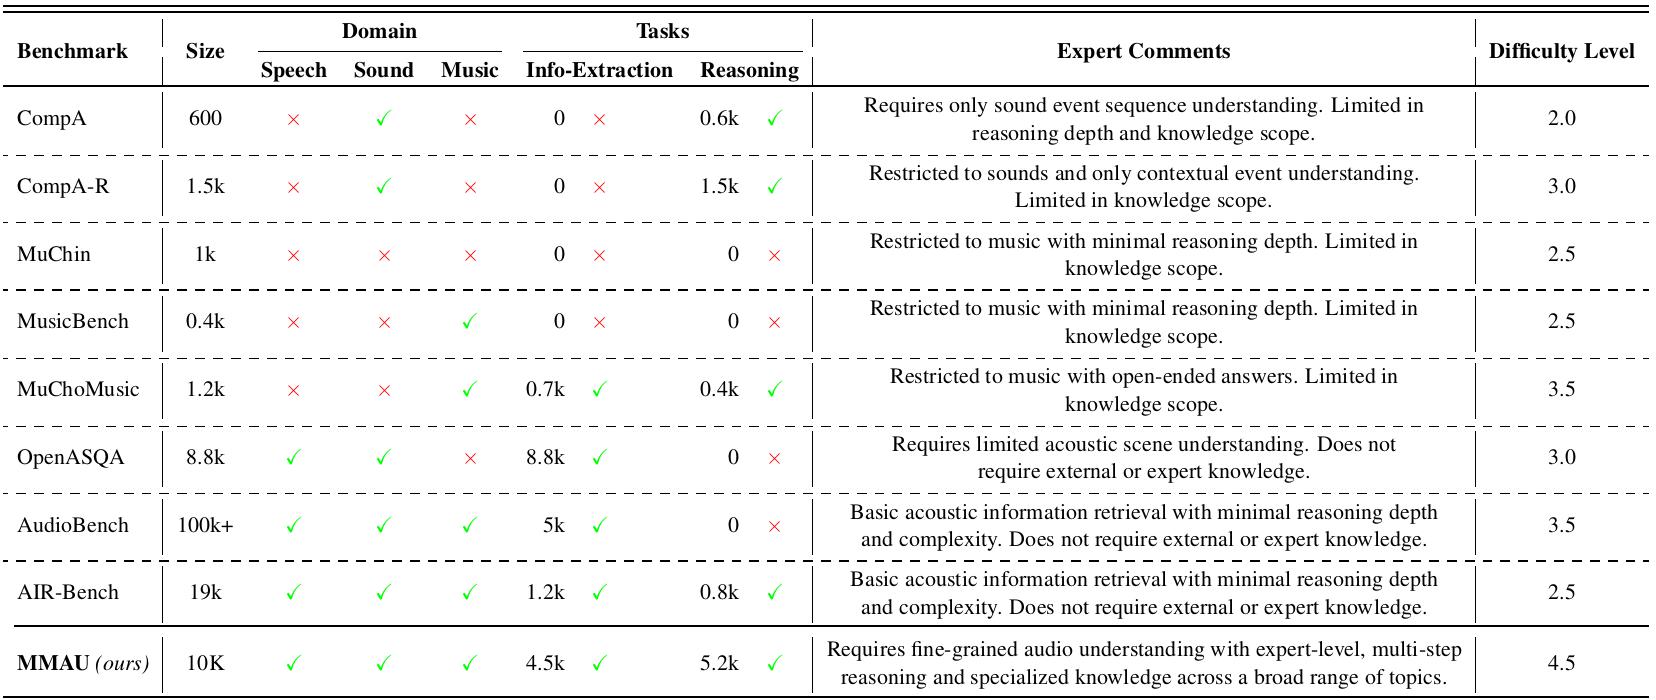 Benchmark Size Domain Tasks Expert Comments Difficulty Level
Speech Sound Music Info-Extraction Reasoning
CompA 600 × ✓ × 0 × 0.6k ✓ Requires only sound event sequence understanding. Limited in
reasoning depth and knowledge scope. 2.0
CompA-R 1.5k × ✓ × 0 × 1.5k ✓ Restricted to sounds and only contextual event understanding.
Limited in knowledge scope. 3.0
MuChin 1k × × × 0 × 0 × Restricted to music with minimal reasoning depth. Limited in
knowledge scope. 2.5
MusicBench 0.4k × × ✓ 0 × 0 × Restricted to music with minimal reasoning depth. Limited in
knowledge scope. 2.5
MuChoMusic 1.2k × × ✓ 0.7k ✓ 0.4k ✓ Restricted to music with open-ended answers. Limited in
knowledge scope. 3.5
OpenASQA 8.8k ✓ ✓ × 8.8k ✓ 0 × Requires limited acoustic scene understanding. Does not
require external or expert knowledge. 3.0
AudioBench 100k+ ✓ ✓ ✓ 5k ✓ 0 × Basic acoustic information retrieval with minimal reasoning depth
and complexity. Does not require external or expert knowledge. 3.5
AIR-Bench 19k ✓ ✓ ✓ 1.2k ✓ 0.8k ✓ Basic acoustic information retrieval with minimal reasoning depth
and complexity. Does not require external or expert knowledge. 2.5
MMAU (ours) 10K ✓ ✓ ✓ 4.5k ✓ 5.2k ✓ Requires fine-grained audio understanding with expert-level, multi-step
reasoning and specialized knowledge across a broad range of topics. 4.5